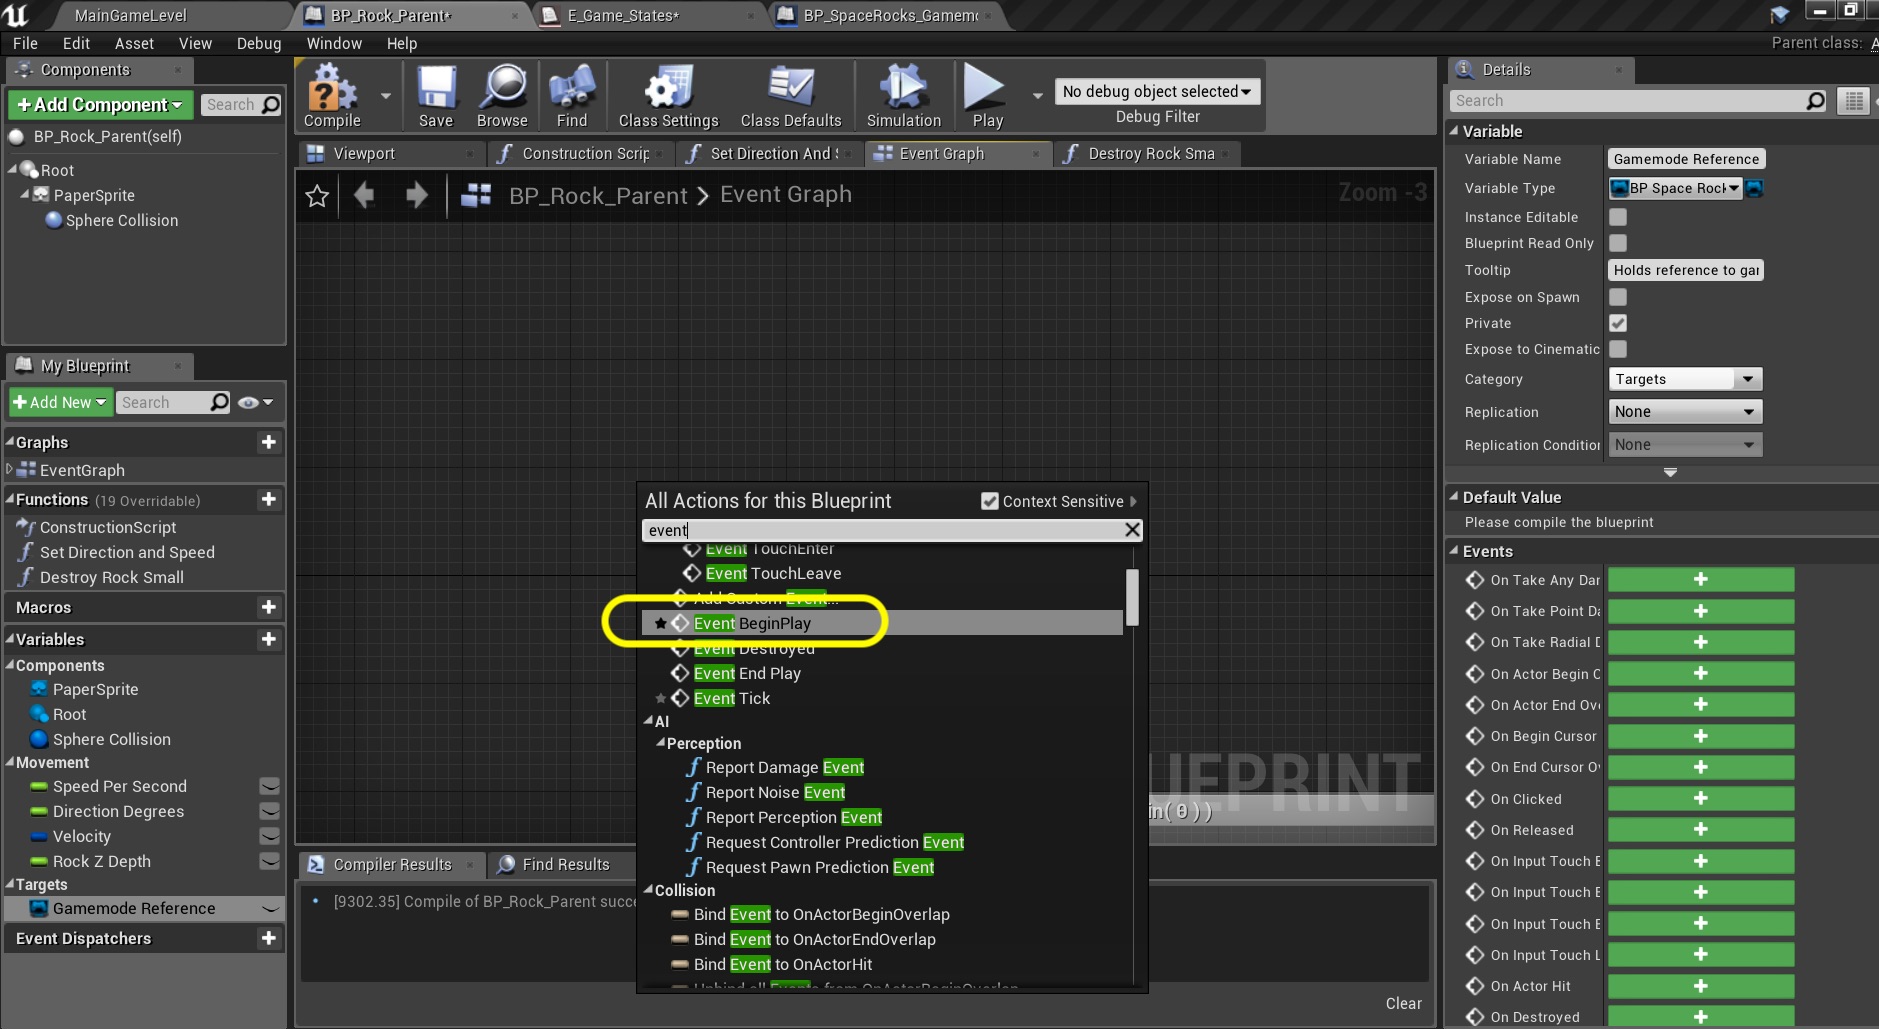 MainGameLevel
BP_Rock_Parent*
E_Game_States*
BP_SpaceRocks_Gamem
File Edit Asset View Debug Window Help
Parent class: A
Components
+Add Component
Search
BP_Rock_Parent(self)
Root
PaperSprite
Sphere Collision
My Blueprint
+Add New
Search
Graphs
EventGraph
Functions (19 Overridable)
ConstructionScript
Set Direction and Speed
Destroy Rock Small
Macros
Variables
Components
PaperSprite
Root
Sphere Collision
Movement
Speed Per Second
Direction Degrees
Velocity
Rock Z Depth
Targets
Gamemode Reference
Event Dispatchers
Compile Save Browse Find Class Settings Class Defaults Simulation Play
No debug object selected
Debug Filter
Viewport
Construction Scrip
Set Direction And S
Event Graph
Destroy Rock Sma
BP_Rock_Parent > Event Graph
Zoom -3
All Actions for this Blueprint
Context Sensitive
event
Event TouchEnter
Event TouchLeave
Add Custom Event...
Event BeginPlay
Event Destroyed
Event End Play
Event Tick
AI
Perception
Report Damage Event
Report Noise Event
Report Perception Event
Request Controller Prediction Event
Request Pawn Prediction Event
Collision
Bind Event to OnActorBeginOverlap
Bind Event to OnActorEndOverlap
Bind Event to OnActorHit
Unbind all Events from OnActorBeginOverlap
UEPRINT
in( 0 ) )
Compiler Results
Find Results
[9302.35] Compile of BP_Rock_Parent succe
Clear
Details
Search
Variable
Variable Name Gamemode Reference
Variable Type BP Space Rock
Instance Editable
Blueprint Read Only
Tooltip Holds reference to gar
Expose on Spawn
Private
Expose to Cinematic
Category Targets
Replication None
Replication Condition None
Default Value
Please compile the blueprint
Events
On Take Any Dar
On Take Point Da
On Take Radial D
On Actor Begin C
On Actor End Ove
On Begin Cursor
On End Cursor Ov
On Clicked
On Released
On Input Touch E
On Input Touch E
On Input Touch E
On Input Touch L
On Actor Hit
On Destroyed